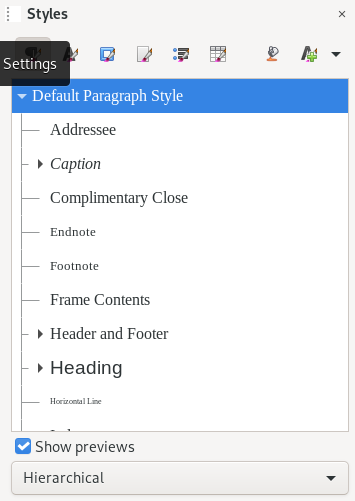 Styles
Settings
Default Paragraph Style
Addressee
Caption
Complimentary Close
Endnote
Footnote
Frame Contents
Header and Footer
Heading
Horizontal Line
Show previews
Hierarchical